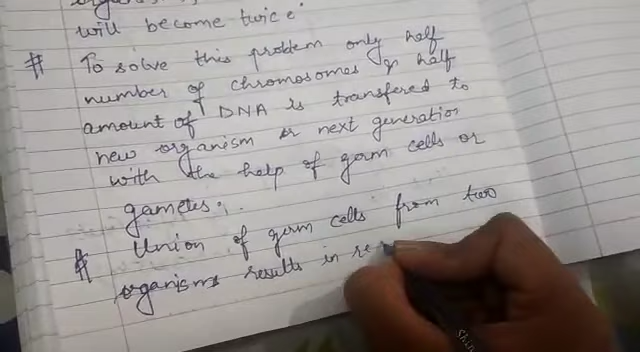 will become twice.
# To solve this problem only half
number of chromosomes & half
amount of DNA is transfered to
new organism or next generation
with the help of germ cells or
gametes.
# Union of germ cells from two
organisms results in re